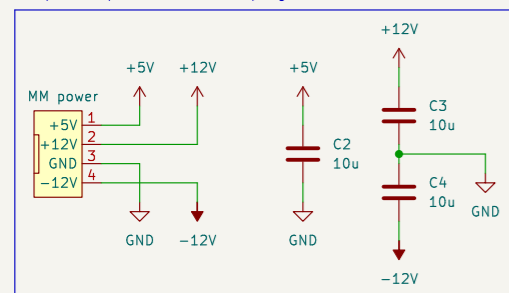 +12V
+5V
+12V
+5V
MM power
C3
10u
+5V
1
+12V
2
C2
10u
GND
3
-12V
4
C4
10u
GND
GND
-12V
GND
-12V